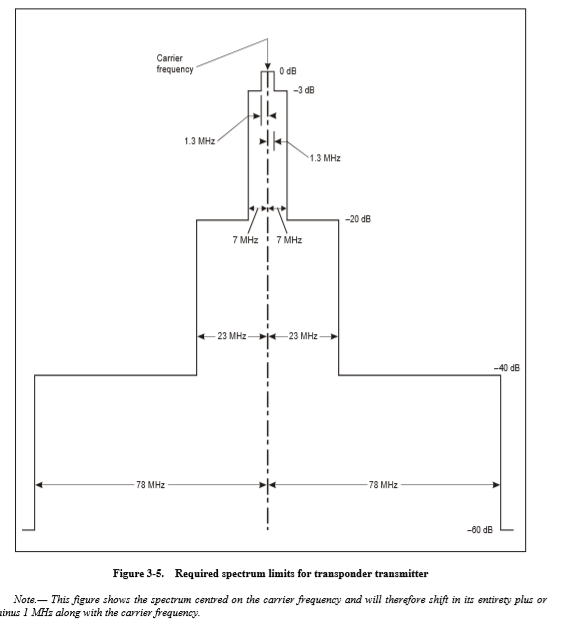 Carrier
frequency
0 dB
–3 dB
1.3 MHz
1.3 MHz
–20 dB
7 MHz
7 MHz
23 MHz
23 MHz
–40 dB
78 MHz
78 MHz
–60 dB
Figure 3-5. Required spectrum limits for transponder transmitter
Note.— This figure shows the spectrum centred on the carrier frequency and will therefore shift in its entirety plus or
inus 1 MHz along with the carrier frequency.